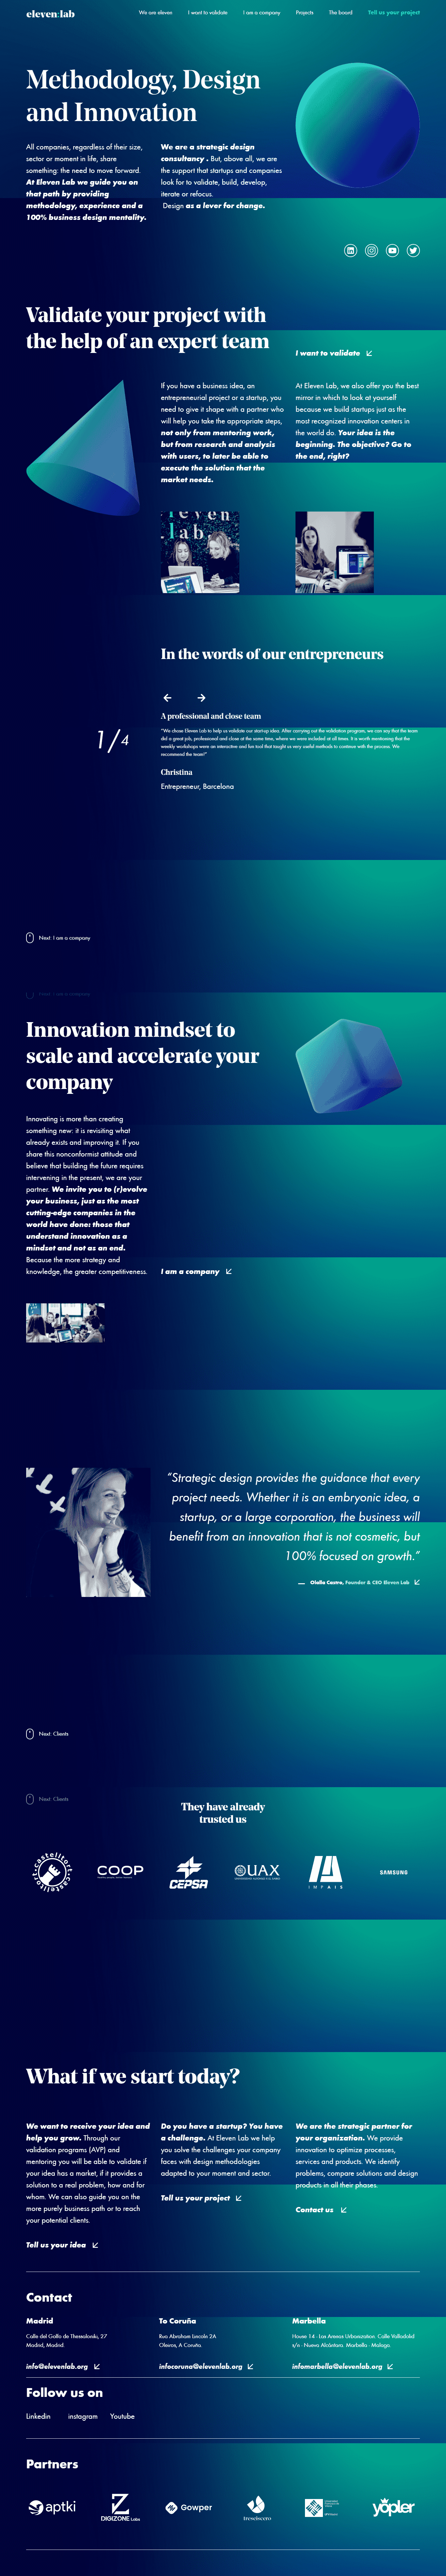 eleven:lab
We are eleven
I want to validate
I am a company
Projects
The board
Tell us your project
Methodology, Design
and Innovation
All companies, regardless of their size,
sector or moment in life, share
something: the need to move forward.
At Eleven Lab we guide you on
that path by providing
methodology, experience and a
100% business design mentality.
We are a strategic design
consultancy . But, above all, we are
the support that startups and companies
look for to validate, build, develop,
iterate or refocus.
Design as a lever for change.
Validate your project with
the help of an expert team
I want to validate
If you have a business idea, an
entrepreneurial project or a startup, you
need to give it shape with a partner who
will help you take the appropriate steps,
not only from mentoring work,
but from research and analysis
with users, to later be able to
execute the solution that the
market needs.
At Eleven Lab, we also offer you the best
mirror in which to look at yourself
because we build startups just as the
most recognized innovation centers in
the world do. Your idea is the
beginning. The objective? Go to
the end, right?
In the words of our entrepreneurs
1/4
A professional and close team
"We chose Eleven Lab to help us validate our start-up idea. After carrying out the validation program, we can say that the team
did a great job, professional and close at the same time, where we were included at all times. It is worth mentioning that the
weekly workshops were an interactive and fun tool that taught us very useful methods to continue with the process. We
recommend the team!"
Christina
Entrepreneur, Barcelona
Next: I am a company
Next: I am a company
Innovation mindset to
scale and accelerate your
company
Innovating is more than creating
something new: it is revisiting what
already exists and improving it. If you
share this nonconformist attitude and
believe that building the future requires
intervening in the present, we are your
partner. We invite you to (r)evolve
your business, just as the most
cutting-edge companies in the
world have done: those that
understand innovation as a
mindset and not as an end.
Because the more strategy and
knowledge, the greater competitiveness.
I am a company
“Strategic design provides the guidance that every
project needs. Whether it is an embryonic idea, a
startup, or a large corporation, the business will
benefit from an innovation that is not cosmetic, but
100% focused on growth.”
Olalla Castro, Founder & CEO Eleven Lab
Next: Clients
Next: Clients
They have already
trusted us
castellfort castellfort
COOP
CEPSA
UAX
IMFAIS
SAMSUNG
What if we start today?
We want to receive your idea and
help you grow. Through our
validation programs (AVP) and
mentoring you will be able to validate if
your idea has a market, if it provides a
solution to a real problem, how and for
whom. We can also guide you on the
more purely business path or to reach
your potential clients.
Tell us your idea
Do you have a startup? You have
a challenge. At Eleven Lab we help
you solve the challenges your company
faces with design methodologies
adapted to your moment and sector.
Tell us your project
We are the strategic partner for
your organization. We provide
innovation to optimize processes,
services and products. We identify
problems, compare solutions and design
products in all their phases.
Contact us
Contact
Madrid
Calle del Gallo de Thessaloniki, 27
Madrid, Madrid.
info@elevenlab.org
To Coruña
Rua Abraham Lincoln 2A
Oleiros, A Coruña.
infocoruna@elevenlab.org
Marbella
House 14 · Las Arenas Urbanization. Calle Valladolid
s/n · Nueva Alcántara. Marbella · Malaga.
infomarbella@elevenlab.org
Follow us on
Linkedin
instagram
Youtube
Partners
aptki
DIGIZONE Labs
Gowper
tresdecero
yopler